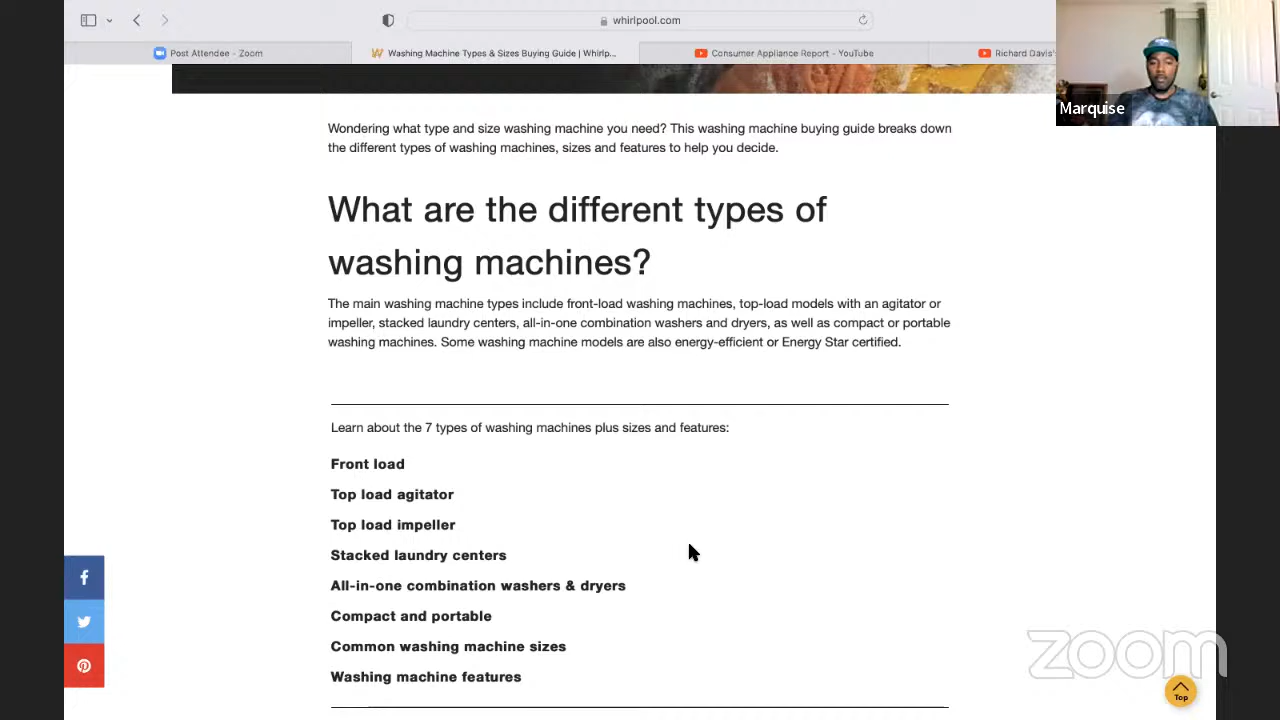 whirlpool.com
Post Attendee - Zoom
Washing Machine Types & Sizes Buying Guide | Whirlp...
Consumer Appliance Report - YouTube
Richard Davis'
Marquise
Wondering what type and size washing machine you need? This washing machine buying guide breaks down
the different types of washing machines, sizes and features to help you decide.
What are the different types of
washing machines?
The main washing machine types include front-load washing machines, top-load models with an agitator or
impeller, stacked laundry centers, all-in-one combination washers and dryers, as well as compact or portable
washing machines. Some washing machine models are also energy-efficient or Energy Star certified.
Learn about the 7 types of washing machines plus sizes and features:
Front load
Top load agitator
Top load impeller
Stacked laundry centers
All-in-one combination washers & dryers
Compact and portable
Common washing machine sizes
Washing machine features
zoom
Top